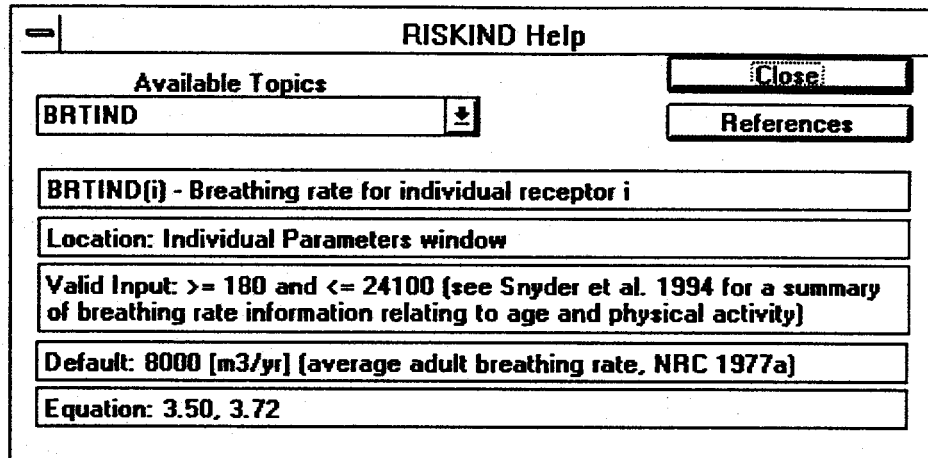 RISKIND Help
Available Topics
Close
BRTIND
References
BRTIND(i) - Breathing rate for individual receptor i
Location: Individual Parameters window
Valid Input: >= 180 and <= 24100 (see Snyder et al. 1994 for a summary
of breathing rate information relating to age and physical activity)
Default: 8000 [m3/yr] (average adult breathing rate, NRC 1977a)
Equation: 3.50, 3.72